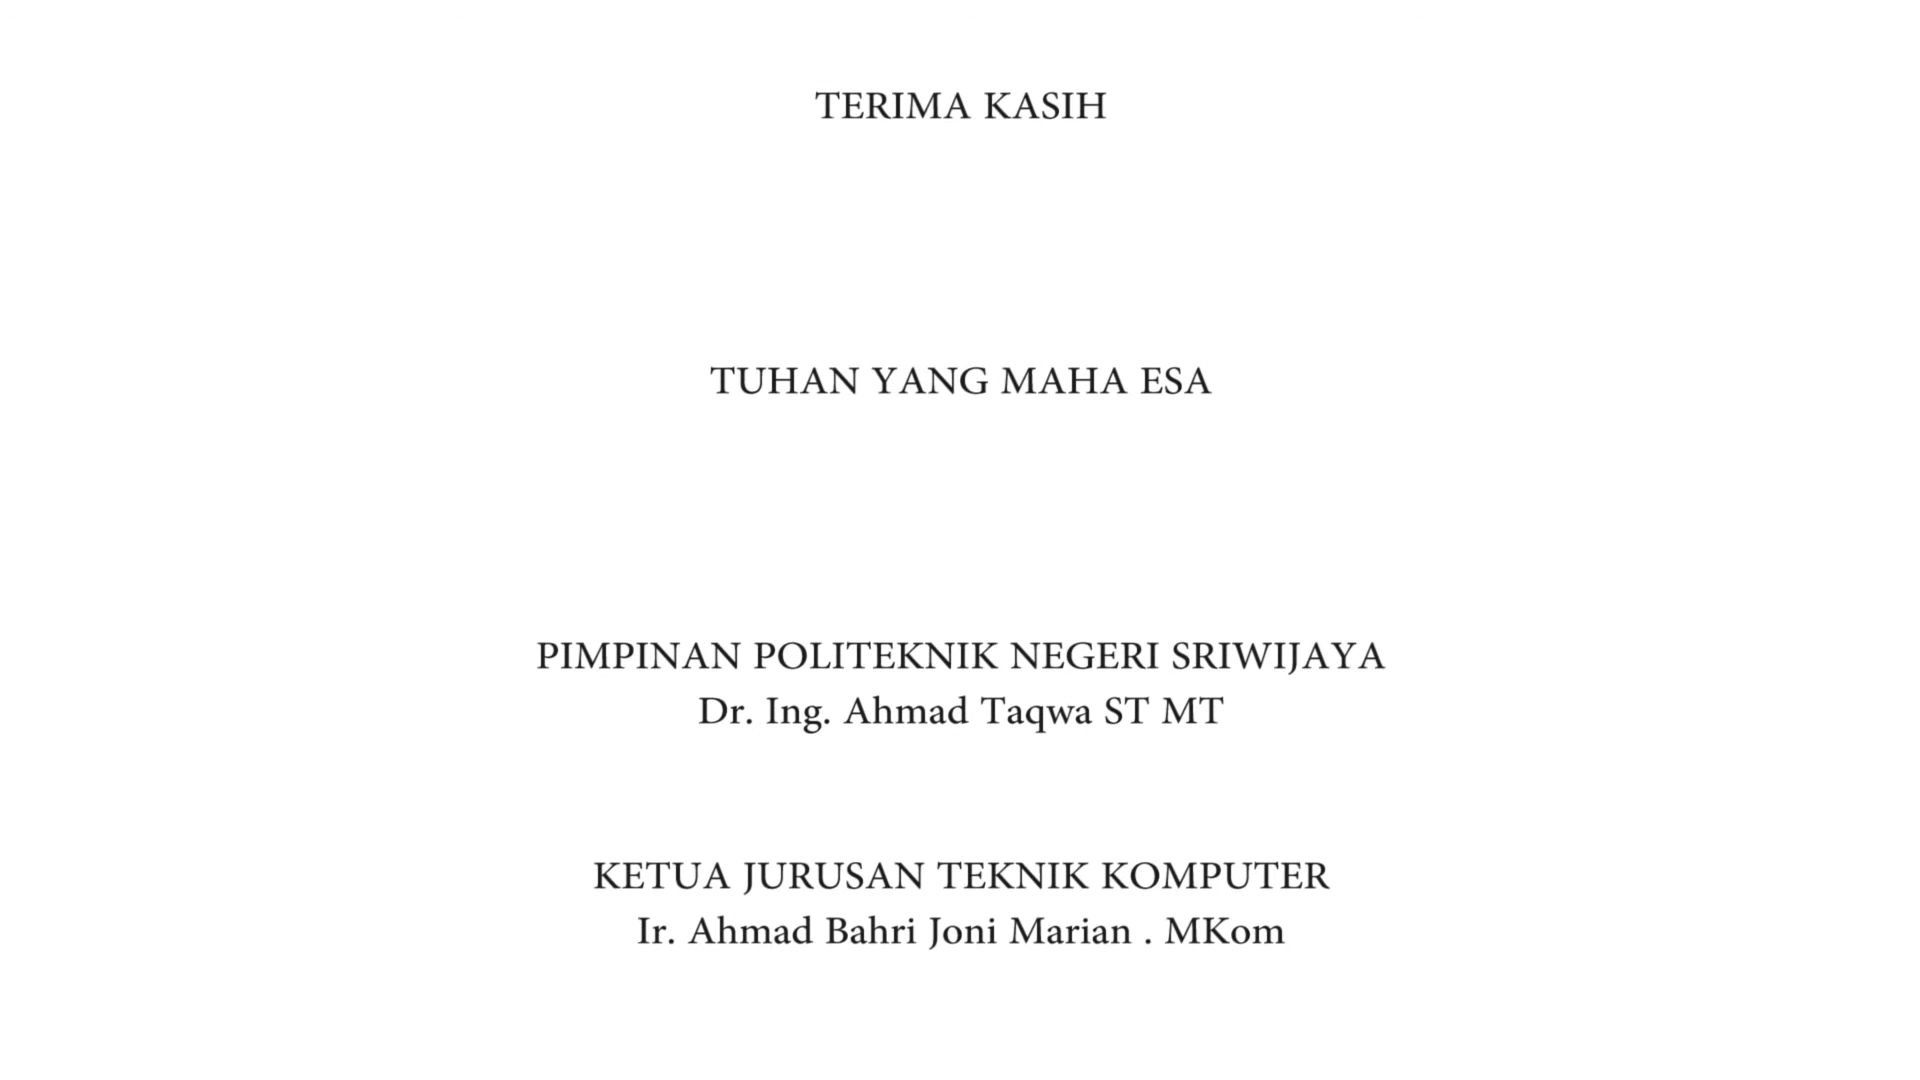 TERIMA KASIH
TUHAN YANG MAHA ESA
PIMPINAN POLITEKNIK NEGERI SRIWIJAYA
Dr. Ing. Ahmad Taqwa ST MT
KETUA JURUSAN TEKNIK KOMPUTER
Ir. Ahmad Bahri Joni Marian . MKom